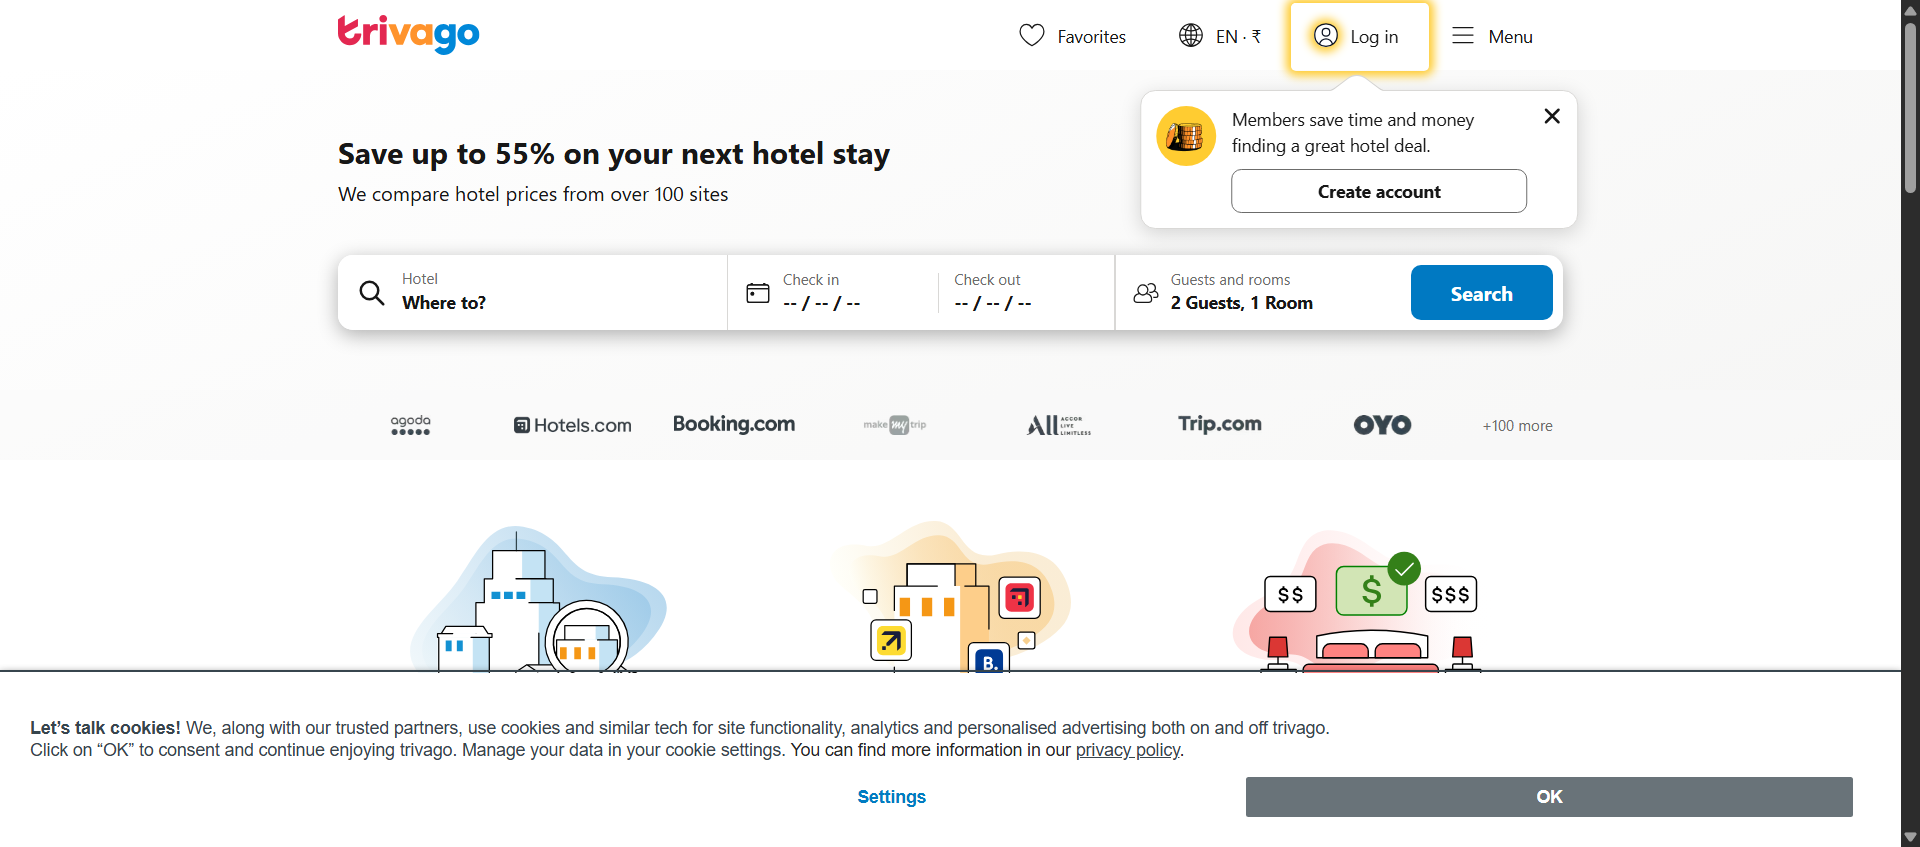 trivago
Favorites
EN · ₹
Log in
Menu
Members save time and money
finding a great hotel deal.
Create account
Save up to 55% on your next hotel stay
We compare hotel prices from over 100 sites
Hotel
Where to?
Check in
-- / -- / --
Check out
-- / -- / --
Guests and rooms
2 Guests, 1 Room
Search
agoda
Hotels.com
Booking.com
make my trip
ALL ACCOR LIVE LIMITLESS
Trip.com
OYO
+100 more
$$
$
$$$
B.
Let’s talk cookies! We, along with our trusted partners, use cookies and similar tech for site functionality, analytics and personalised advertising both on and off trivago.
Click on “OK” to consent and continue enjoying trivago. Manage your data in your cookie settings. You can find more information in our privacy policy.
Settings
OK